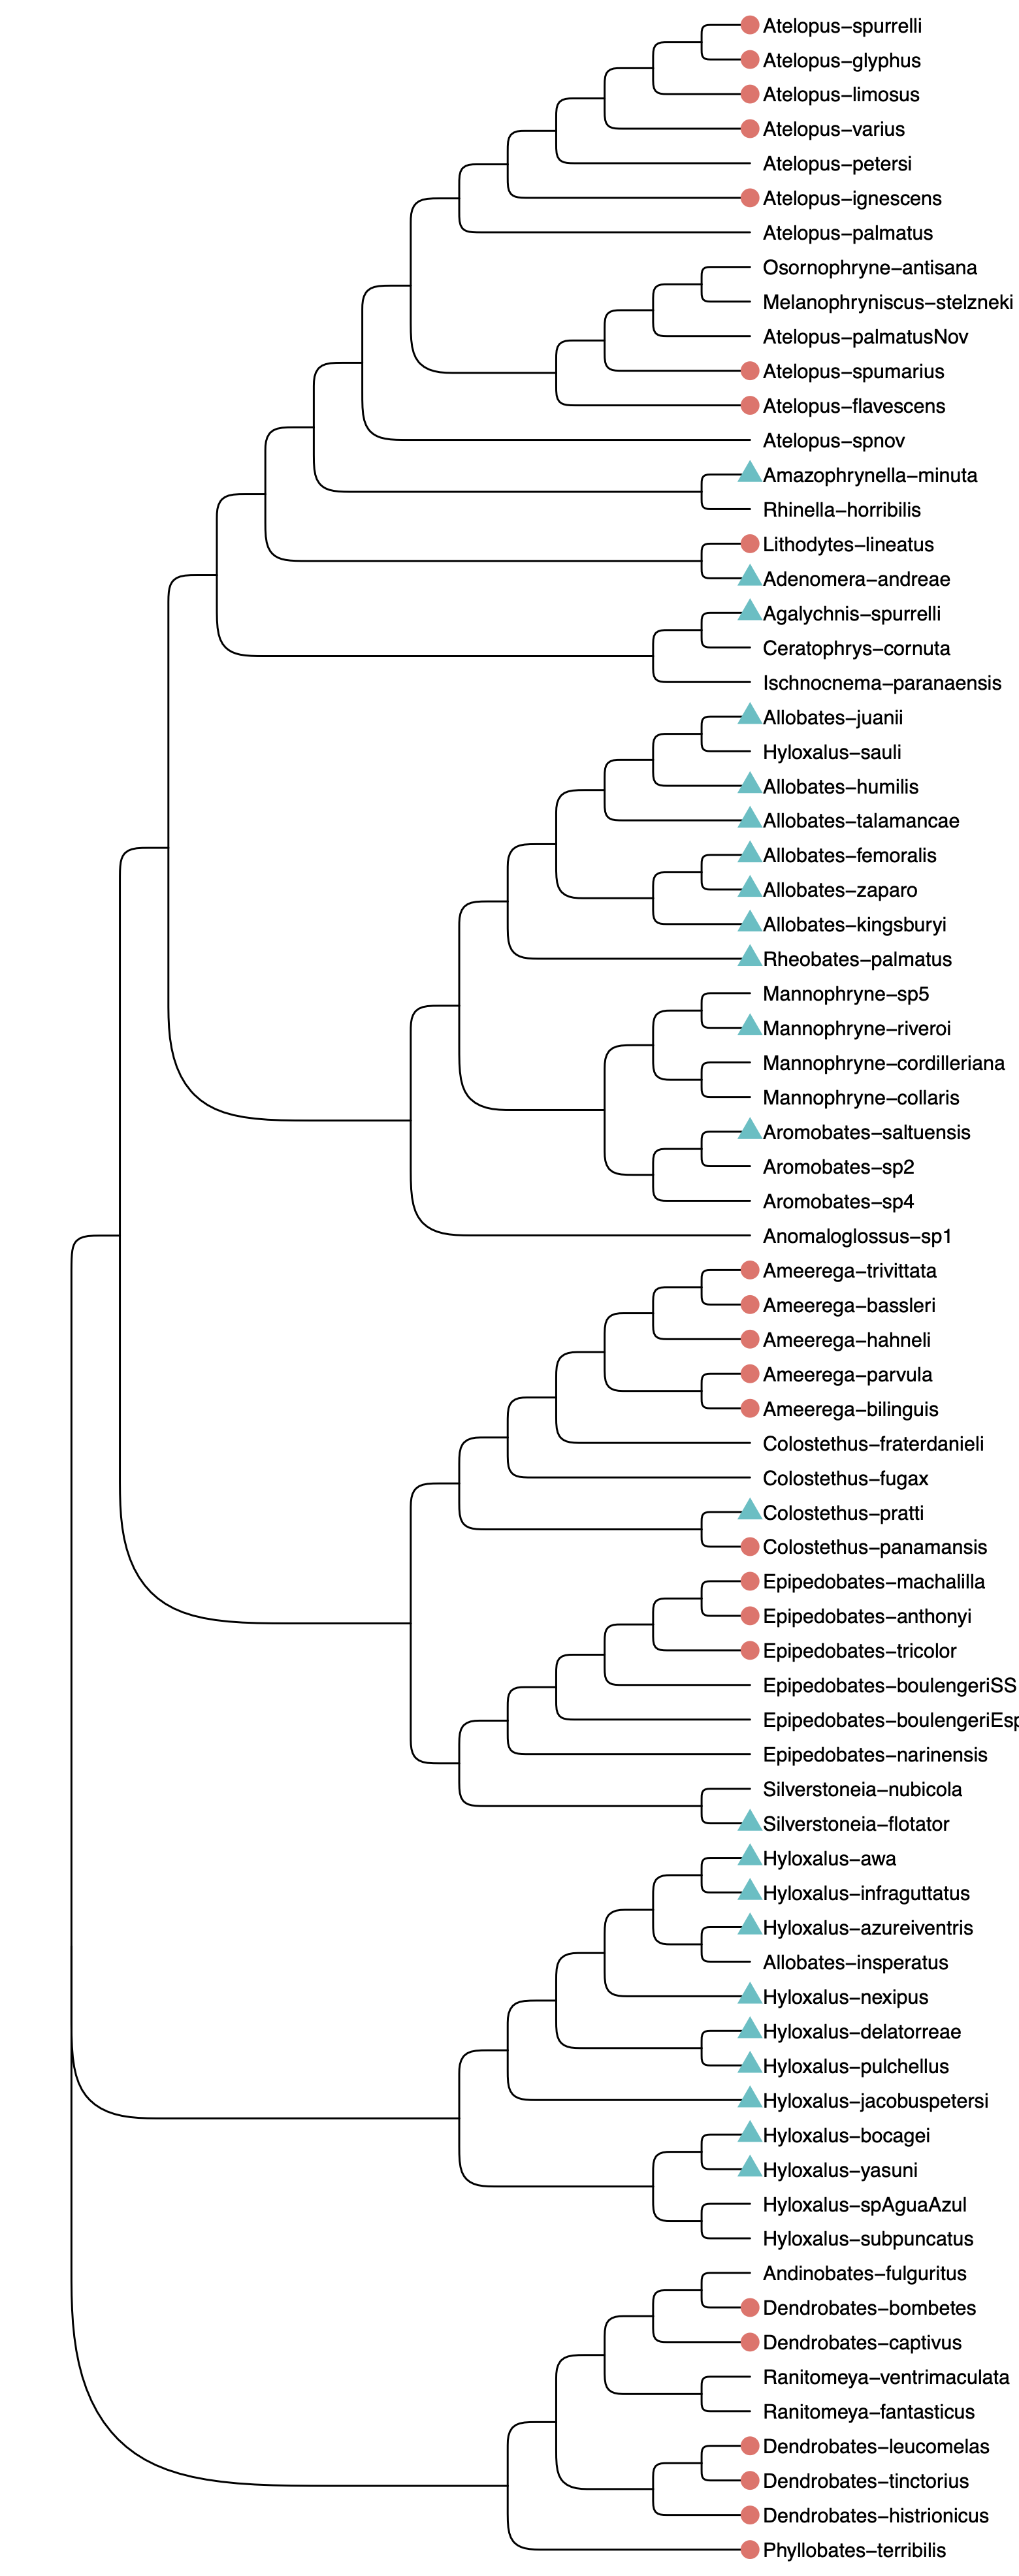 Atelopus−spurrelli
Atelopus−glyphus
Atelopus−limosus
Atelopus−varius
Atelopus−petersi
Atelopus−ignescens
Atelopus−palmatus
Osornophryne−antisana
Melanophryniscus−stelzneki
Atelopus−palmatusNov
Atelopus−spumarius
Atelopus−flavescens
Atelopus−spnov
Amazophrynella−minuta
Rhinella−horribilis
Lithodytes−lineatus
Adenomera−andreae
Agalychnis−spurrelli
Ceratophrys−cornuta
Ischnocnema−paranaensis
Allobates−juanii
Hyloxalus−sauli
Allobates−humilis
Allobates−talamancae
Allobates−femoralis
Allobates−zaparo
Allobates−kingsburyi
Rheobates−palmatus
Mannophryne−sp5
Mannophryne−riveroi
Mannophryne−cordilleriana
Mannophryne−collaris
Aromobates−saltuensis
Aromobates−sp2
Aromobates−sp4
Anomaloglossus−sp1
Ameerega−trivittata
Ameerega−bassleri
Ameerega−hahneli
Ameerega−parvula
Ameerega−bilinguis
Colostethus−fraterdanieli
Colostethus−fugax
Colostethus−pratti
Colostethus−panamansis
Epipedobates−machalilla
Epipedobates−anthonyi
Epipedobates−tricolor
Epipedobates−boulengeriSS
Epipedobates−boulengeriEsp
Epipedobates−narinensis
Silverstoneia−nubicola
Silverstoneia−flotator
Hyloxalus−awa
Hyloxalus−infraguttatus
Hyloxalus−azureiventris
Allobates−insperatus
Hyloxalus−nexipus
Hyloxalus−delatorreae
Hyloxalus−pulchellus
Hyloxalus−jacobuspetersi
Hyloxalus−bocagei
Hyloxalus−yasuni
Hyloxalus−spAguaAzul
Hyloxalus−subpuncatus
Andinobates−fulguritus
Dendrobates−bombetes
Dendrobates−captivus
Ranitomeya−ventrimaculata
Ranitomeya−fantasticus
Dendrobates−leucomelas
Dendrobates−tinctorius
Dendrobates−histrionicus
Phyllobates−terribilis